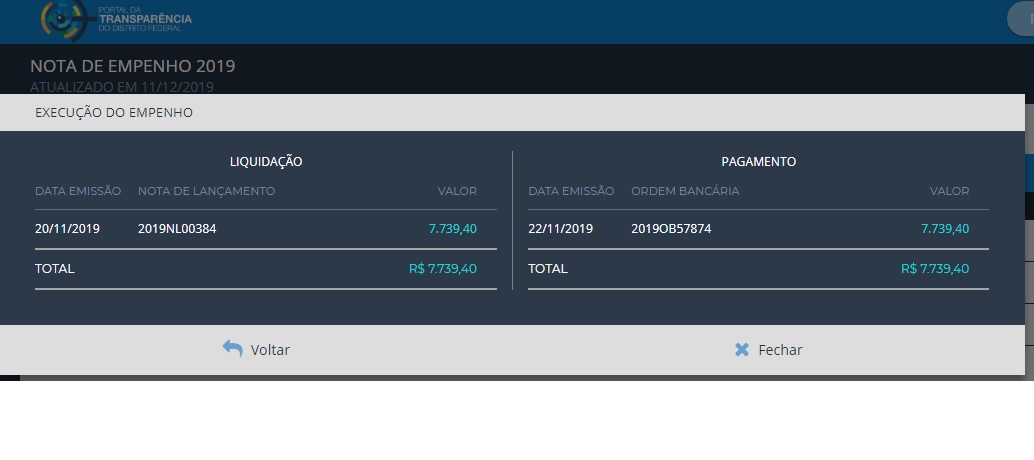 PORTAL DA
TRANSPARÊNCIA
DO DISTRITO FEDERAL
NOTA DE EMPENHO 2019
ATUALIZADO EM 11/12/2019
EXECUÇÃO DO EMPENHO
LIQUIDAÇÃO
DATA EMISSÃO NOTA DE LANÇAMENTO VALOR
20/11/2019 2019NL00384 7.739,40
TOTAL R$ 7.739,40
PAGAMENTO
DATA EMISSÃO ORDEM BANCÁRIA VALOR
22/11/2019 2019OB57874 7.739,40
TOTAL R$ 7.739,40
Voltar
Fechar